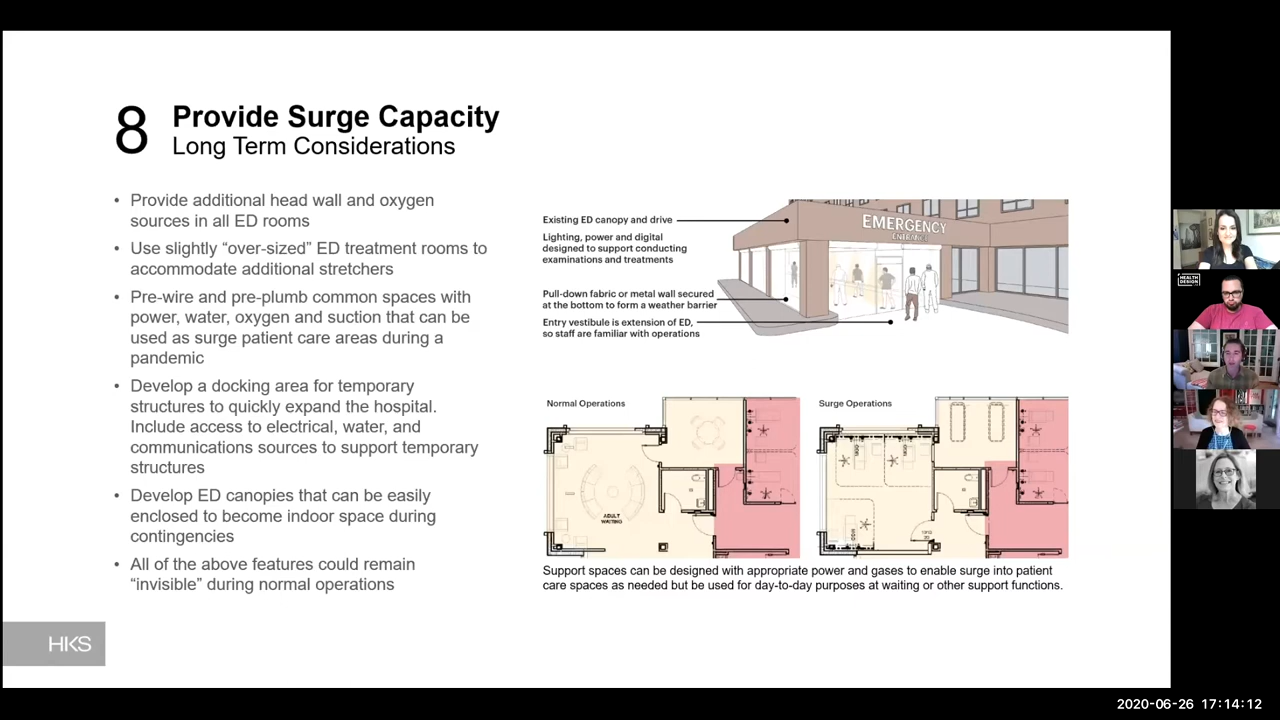 8
Provide Surge Capacity
Long Term Considerations
• Provide additional head wall and oxygen
sources in all ED rooms
• Use slightly “over-sized” ED treatment rooms to
accommodate additional stretchers
• Pre-wire and pre-plumb common spaces with
power, water, oxygen and suction that can be
used as surge patient care areas during a
pandemic
• Develop a docking area for temporary
structures to quickly expand the hospital.
Include access to electrical, water, and
communications sources to support temporary
structures
• Develop ED canopies that can be easily
enclosed to become indoor space during
contingencies
• All of the above features could remain
“invisible” during normal operations
Existing ED canopy and drive
Lighting, power and digital
designed to support conducting
examinations and treatments
Pull-down fabric or metal wall secured
at the bottom to form a weather barrier
Entry vestibule is extension of ED,
so staff are familiar with operations
EMERGENCY
ENTRANCE
Normal Operations
Surge Operations
ADULT
WAITING
Support spaces can be designed with appropriate power and gases to enable surge into patient
care spaces as needed but be used for day-to-day purposes at waiting or other support functions.
HKS
HEALTH
DESIGN
2020-06-26 17:14:12